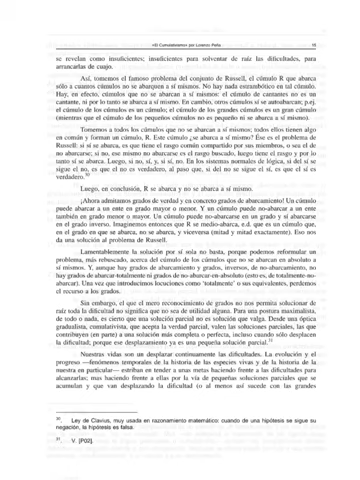 «El Cumulativismo» por Lorenzo Peña 18
se revelan como insuficientes; insuficientes para solventar de raíz las dificultades, para
arrancarlas de cuajo.
Así, tomemos el famoso problema del conjunto de Russell, el cúmulo R que abarca
sólo a cuantos cúmulos no se abarquen a sí mismos. No hay nada estrambótico en tal cúmulo.
Hay, en efecto, cúmulos que no se abarcan a sí mismos: el cúmulo de cantantes no es un
cantante, ni por lo tanto se abarca a sí mismo. En cambio, otros cúmulos sí se autoabarcan; p.ej.
el cúmulo de los cúmulos es un cúmulo; el cúmulo de los grandes cúmulos es un gran cúmulo
(mientras que el cúmulo de los pequeños cúmulos no es pequeño ni se abarca a sí mismo).
Tomemos a todos los cúmulos que no se abarcan a sí mismos; todos ellos tienen algo
en común y forman un cúmulo, R. Este cúmulo ¿se abarca a sí mismo? Ése es el problema de
Russell: si sí se abarca, es que tiene el rasgo común compartido por sus miembros, o sea el de
no abarcarse; si no, ese mismo no abarcarse es el rasgo buscado, luego tiene el rasgo y por lo
tanto sí se abarca. Luego, si no, sí, y, si sí, no. En los sistemas normales de lógica, si del sí se
sigue el no, es que el no es verdadero, al paso que, si del no se sigue el sí, es que el sí es
verdadero.30
Luego, en conclusión, R se abarca y no se abarca a sí mismo.
¡Ahora admitamos grados de verdad y en concreto grados de abarcamiento! Un cúmulo
puede abarcar a un ente en grado mayor o menor. Y un cúmulo puede no-abarcar a un ente
también en grado menor o mayor. Un cúmulo puede no-abarcarse en un grado y sí abarcarse
en el grado inverso. Imaginemos entonces que R se medio-abarca, e.d. que es un cúmulo que,
en el grado en que se abarca, no se abarca, y viceversa (mitad y mitad exactamente). Eso nos
da una solución al problema de Russell.
Lamentablemente la solución por sí sola no basta, porque podemos reformular un
problema, más rebuscado, acerca del cúmulo de los cúmulos que no se abarcan en absoluto a
sí mismos. Y, aunque hay grados de abarcamiento y grados, inversos, de no-abarcamiento, no
hay grados de abarcar-totalmente ni grados de no-abarcar-en-absoluto (esto es, de totalmente-no-
abarcar). Una vez que introducimos locuciones como 'totalmente' o sus equivalentes, perdemos
el recurso a los grados.
Sin embargo, el que el mero reconocimiento de grados no nos permita solucionar de
raíz toda la dificultad no significa que no sea de utilidad alguna. Para una postura maximalista,
de todo o nada, es cierto que una solución parcial no es solución que valga. Desde una óptica
gradualista, cumulativista, que acepta la verdad parcial, valen las soluciones parciales, las que
contribuyen (en parte) a una solución más completa o perfecta, incluso cuando sólo desplacen
la dificultad; porque ese desplazamiento ya es una pequeña solución parcial.31
Nuestras vidas son un desplazar continuamente las dificultades. La evolución y el
progreso —fenómenos temporales de la historia de las especies vivas y de la historia de la
nuestra en particular— estriban en tender a unas metas haciendo frente a las dificultades para
alcanzarlas; mas haciendo frente a ellas por la vía de pequeñas soluciones parciales que se
acumulan y que van desplazando la dificultad (o al menos así sucede con las grandes
30. Ley de Clavius, muy usada en razonamiento matemático: cuando de una hipótesis se sigue su
negación, la hipótesis es falsa.
31. V. [P02].